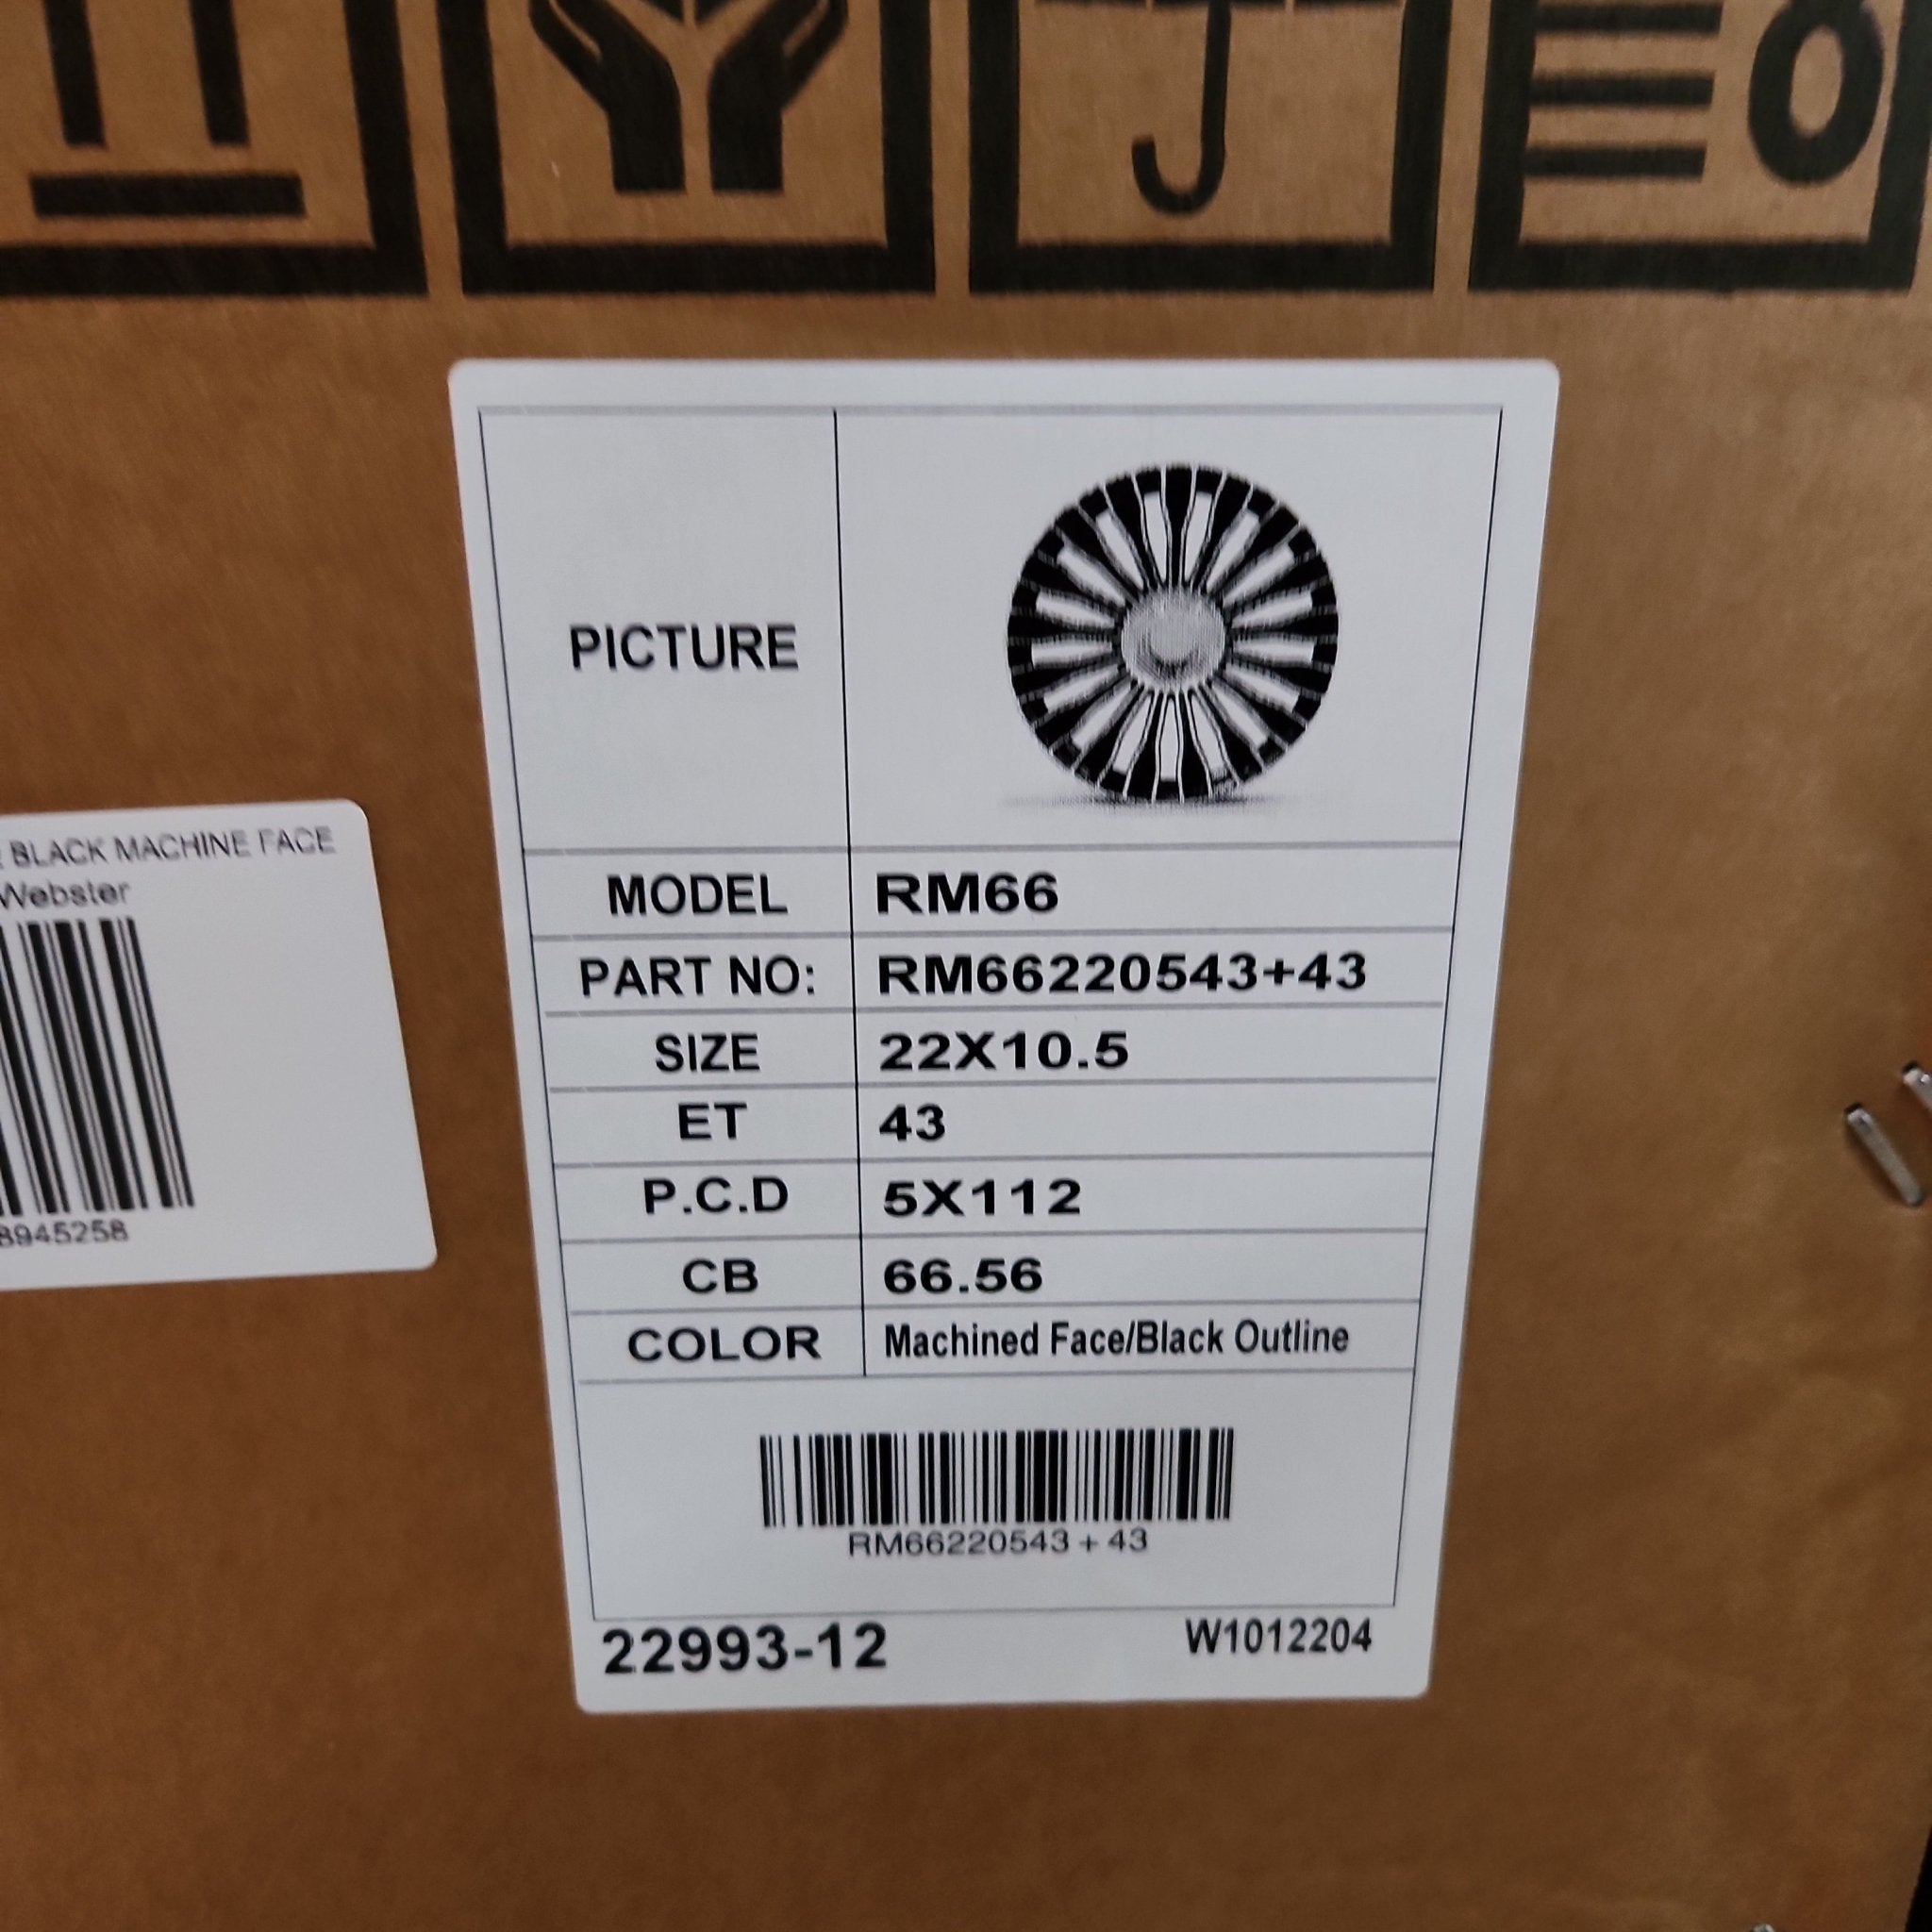 BLACK MACHINE FACE
Webster
8945258
PICTURE
MODEL RM66
PART NO: RM66220543+43
SIZE 22X10.5
ET 43
P.C.D 5X112
CB 66.56
COLOR Machined Face/Black Outline
RM66220543 + 43
22993-12 W1012204